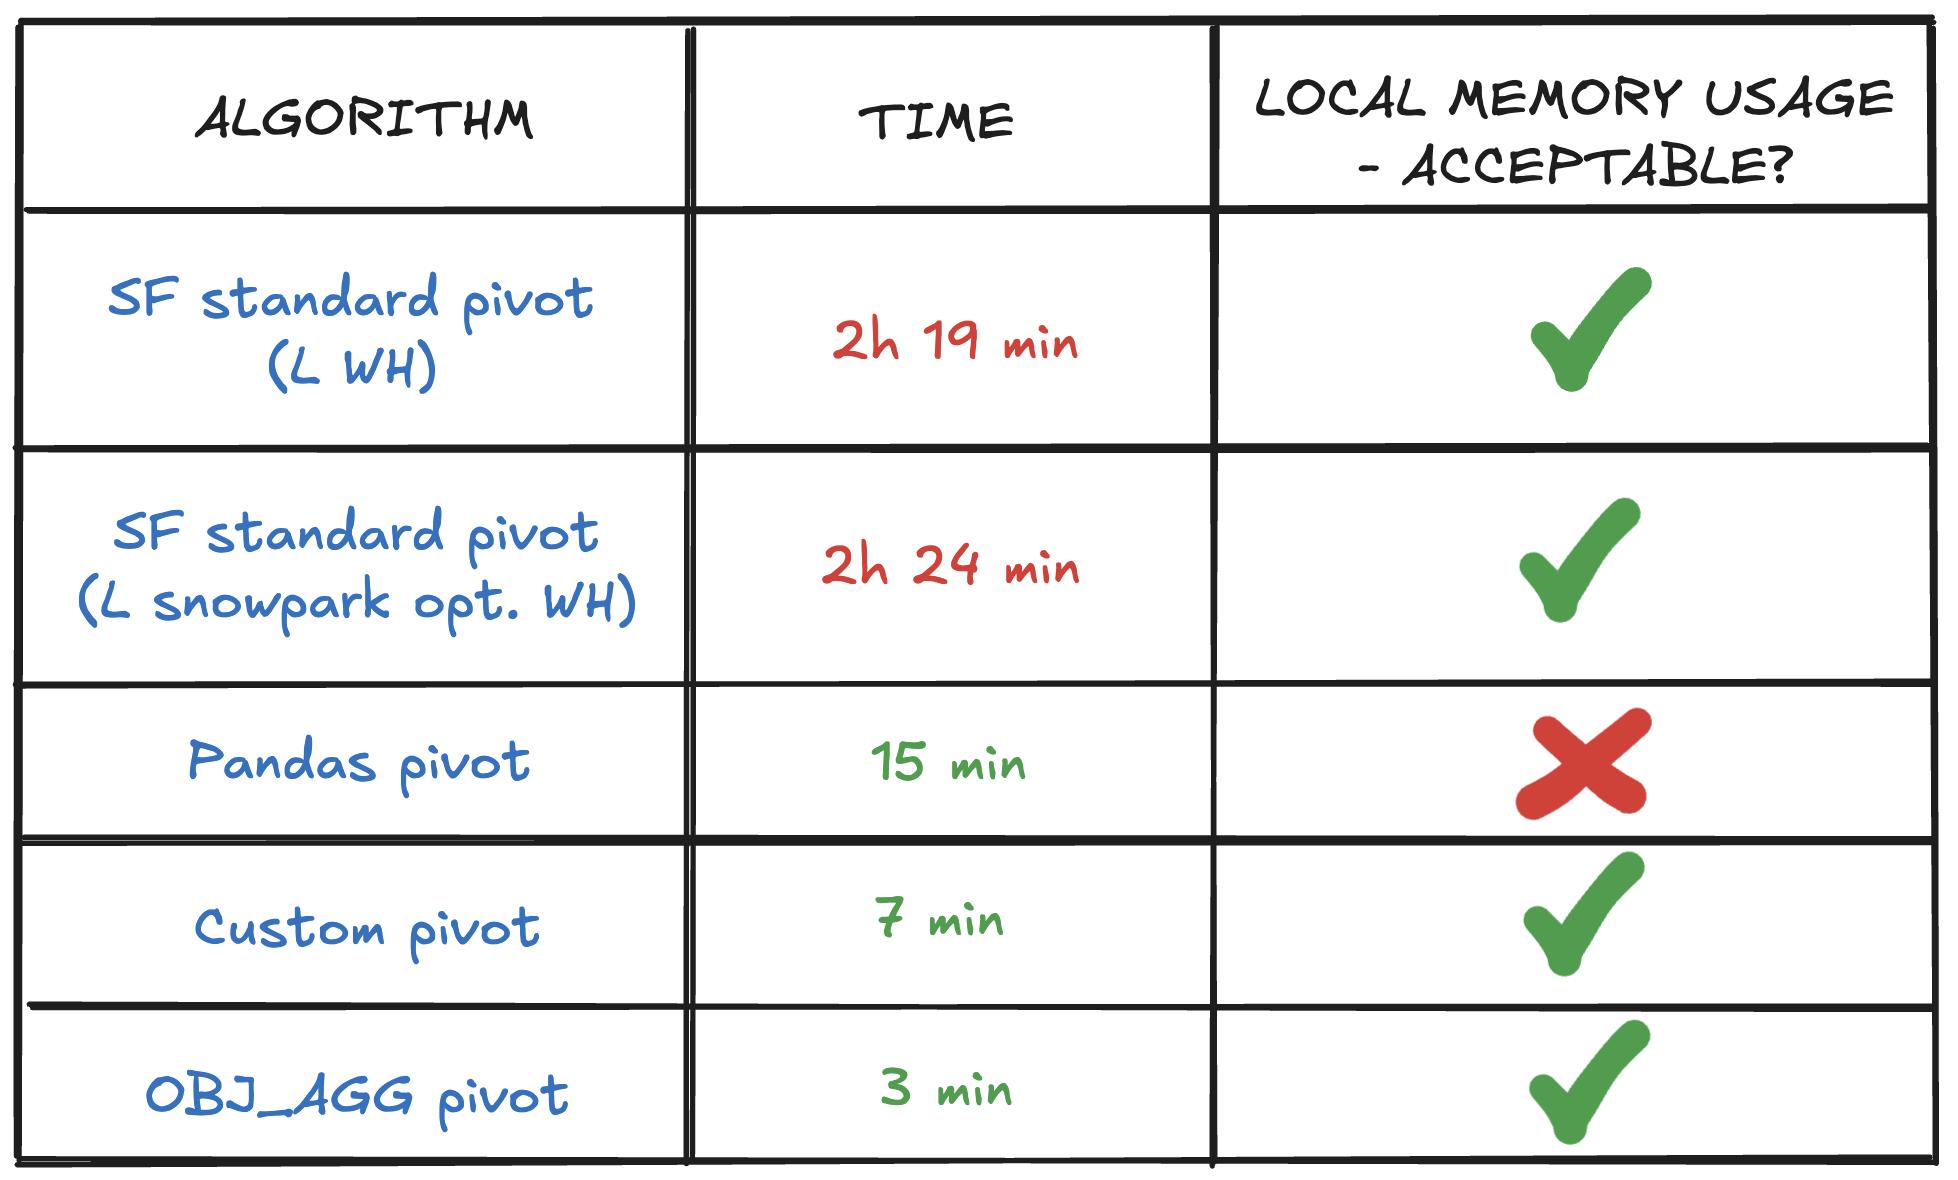 ALGORITHM
TIME
LOCAL MEMORY USAGE
- ACCEPTABLE?
SF standard pivot
(L WH)
2h 19 min
SF standard pivot
(L snowpark opt. WH)
2h 24 min
Pandas pivot
15 min
Custom pivot
7 min
OBJ_AGG pivot
3 min